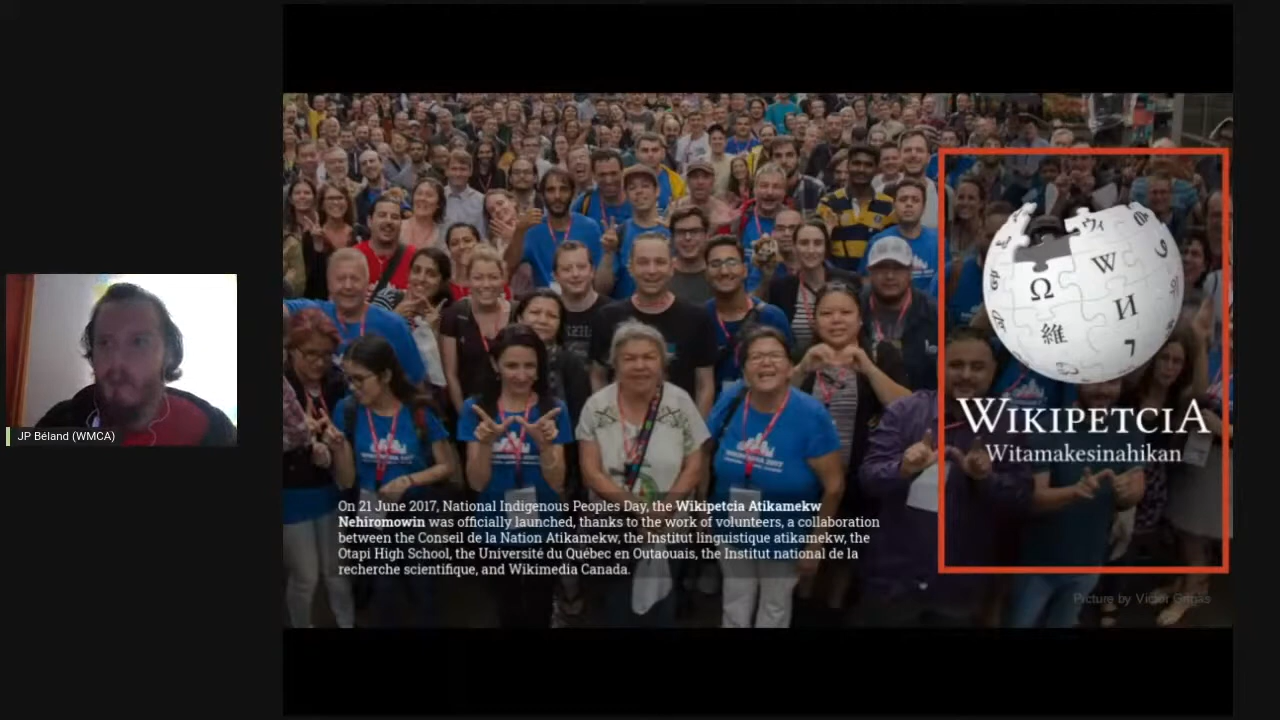 JP Béland (WMCA)
On 21 June 2017, National Indigenous Peoples Day, the Wikipetcia Atikamekw
Nehiromowin was officially launched, thanks to the work of volunteers, a collaboration
between the Conseil de la Nation Atikamekw, the Institut linguistique atikamekw, the
Otapi High School, the Université du Québec en Outaouais, the Institut national de la
recherche scientifique, and Wikimedia Canada.
Ω
W
И
維
ウィ
WIKIPETCIA
Witamakesinahikan
Picture by Victor Grigas